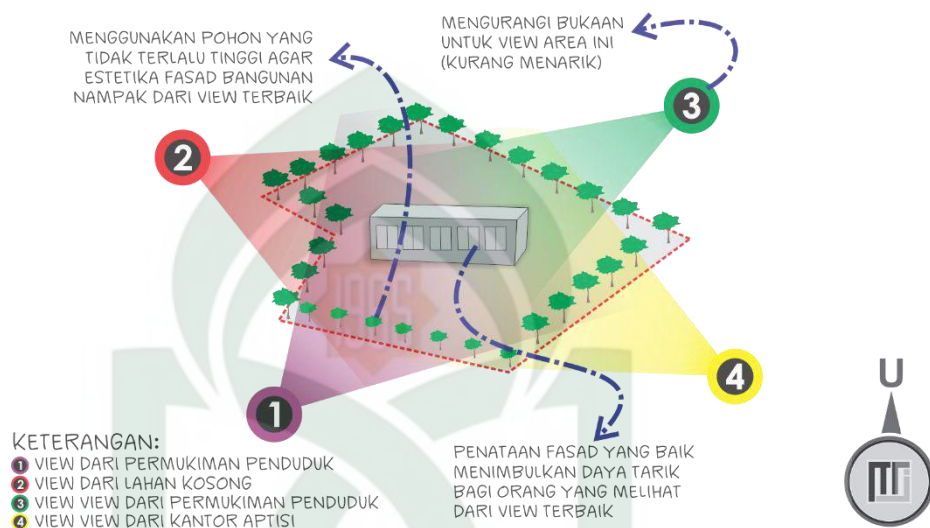 MENGGUNAKAN POHON YANG
TIDAK TERLALU TINGGI AGAR
ESTETIKA FASAD BANGUNAN
NAMPAK DARI VIEW TERBAIK
MENGURANGI BUKAAN
UNTUK VIEW AREA INI
(KURANG MENARIK)
3
2
1965
4
1
U
KETERANGAN:
1 VIEW DARI PERMUKIMAN PENDUDUK
2 VIEW DARI LAHAN KOSONG
3 VIEW VIEW DARI PERMUKIMAN PENDUDUK
4 VIEW VIEW DARI KANTOR APTISI
PENATAAN FASAD YANG BAIK
MENIMBULKAN DAYA TARIK
BAGI ORANG YANG MELIHAT
DARI VIEW TERBAIK